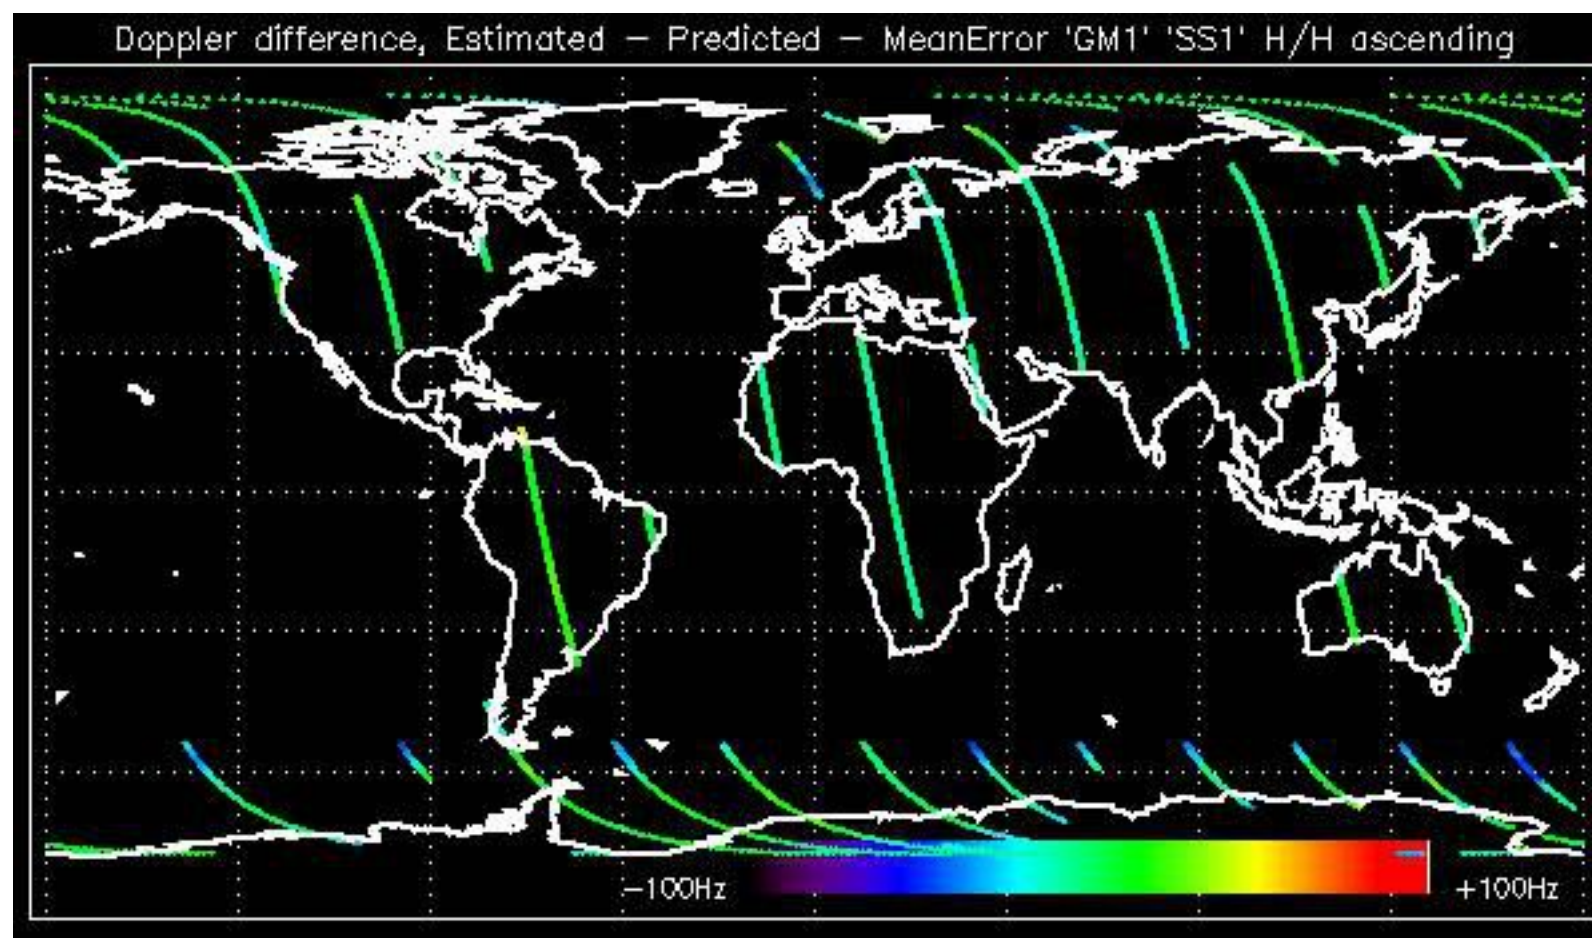 Doppler difference, Estimated – Predicted – MeanError 'GM1' 'SS1' H/H ascending
–100Hz +100Hz